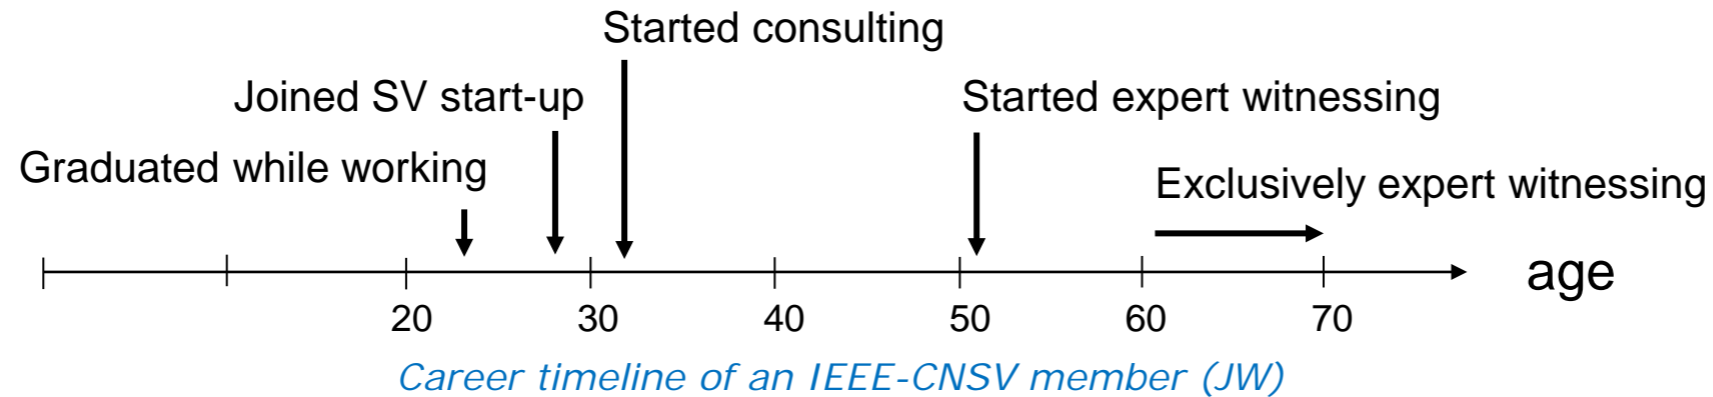 Started consulting
Joined SV start-up
Started expert witnessing
Graduated while working
Exclusively expert witnessing
age
20 30 40 50 60 70
Career timeline of an IEEE-CNSV member (JW)